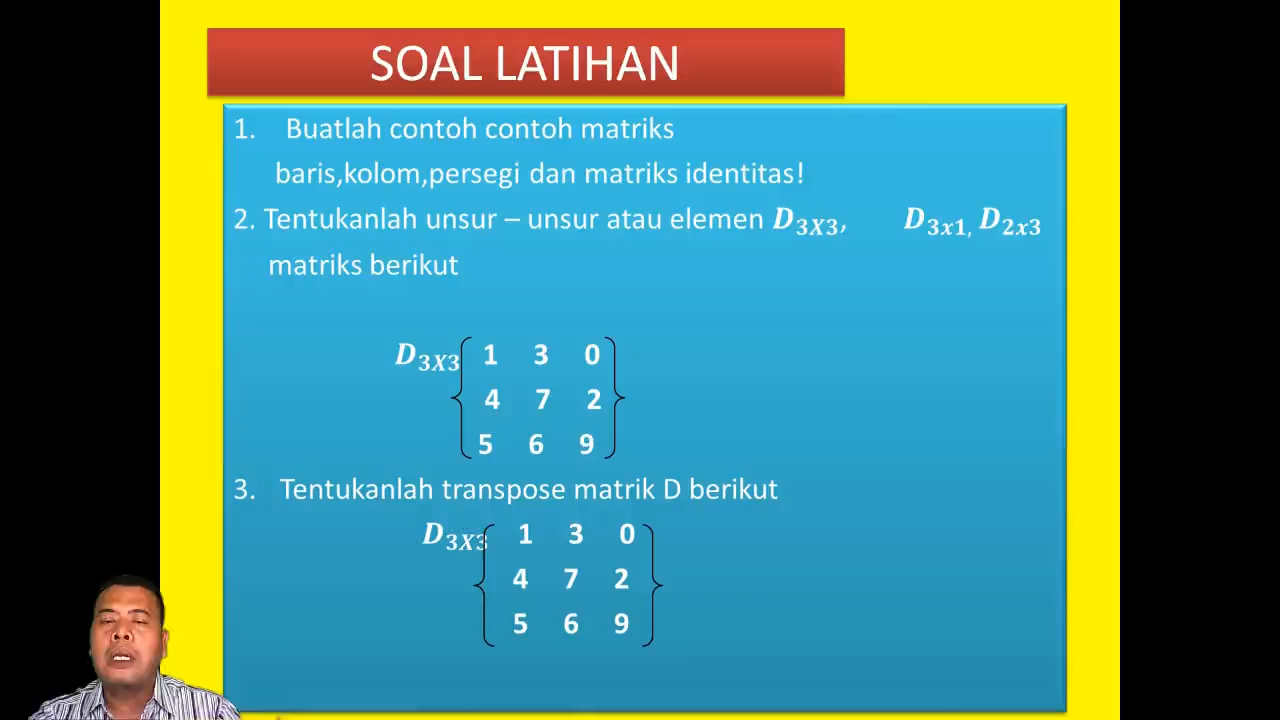 SOAL LATIHAN
1. Buatlah contoh contoh matriks
baris,kolom,persegi dan matriks identitas!
2. Tentukanlah unsur – unsur atau elemen D3X3, D3x1, D2x3
matriks berikut
D3X3 1 3 0
4 7 2
5 6 9
3. Tentukanlah transpose matrik D berikut
D3X3 1 3 0
4 7 2
5 6 9